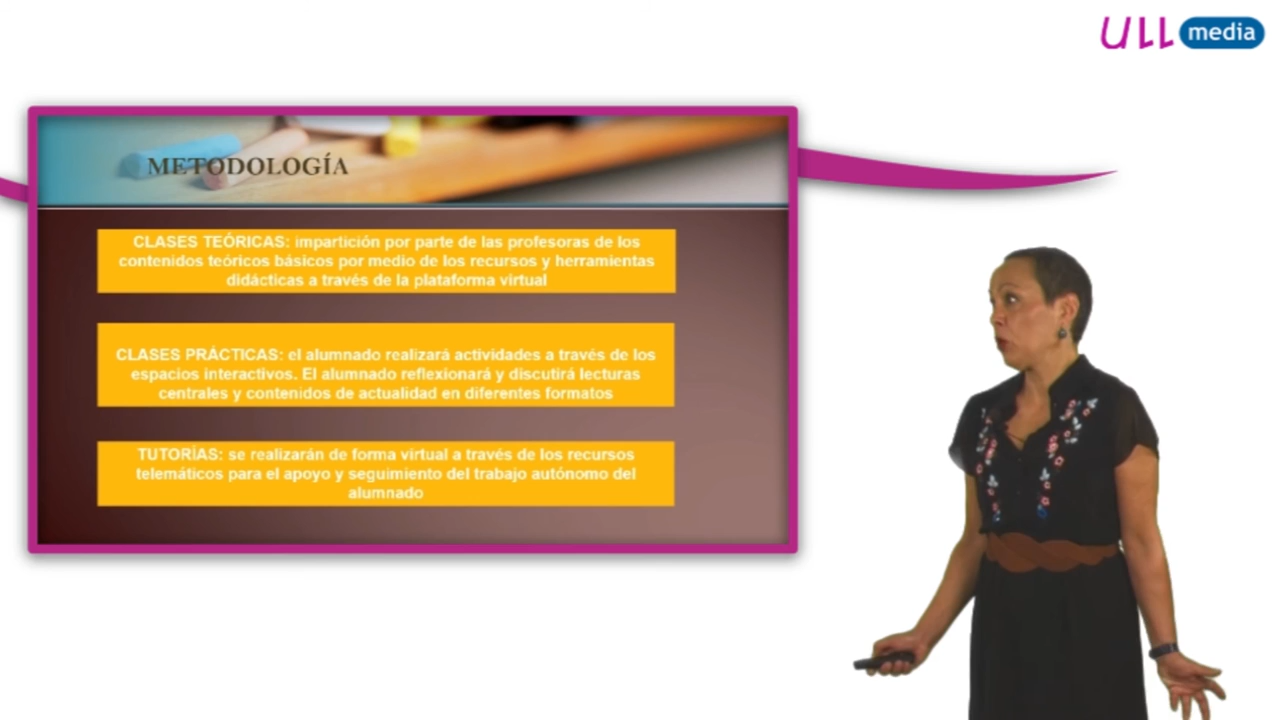 ULL media
METODOLOGÍA
CLASES TEÓRICAS: impartición por parte de las profesoras de los
contenidos teóricos básicos por medio de los recursos y herramientas
didácticas a través de la plataforma virtual
CLASES PRÁCTICAS: el alumnado realizará actividades a través de los
espacios interactivos. El alumnado reflexionará y discutirá lecturas
centrales y contenidos de actualidad en diferentes formatos
TUTORÍAS: se realizarán de forma virtual a través de los recursos
telemáticos para el apoyo y seguimiento del trabajo autónomo del
alumnado